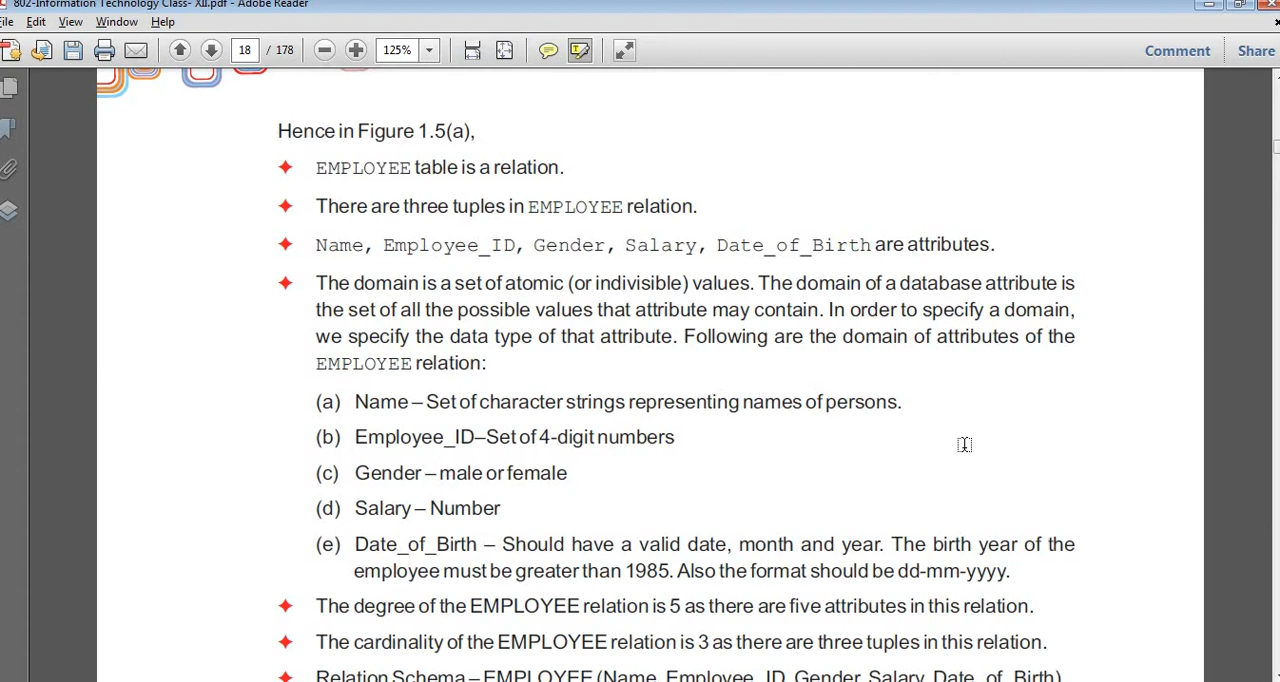 802-Information Technology Class- XII.pdf - Adobe Reader
File Edit View Window Help
18 / 178 125% Comment Share
Hence in Figure 1.5(a),
EMPLOYEE table is a relation.
There are three tuples in EMPLOYEE relation.
Name, Employee_ID, Gender, Salary, Date_of_Birth are attributes.
The domain is a set of atomic (or indivisible) values. The domain of a database attribute is
the set of all the possible values that attribute may contain. In order to specify a domain,
we specify the data type of that attribute. Following are the domain of attributes of the
EMPLOYEE relation:
(a) Name – Set of character strings representing names of persons.
(b) Employee_ID–Set of 4-digit numbers
(c) Gender – male or female
(d) Salary – Number
(e) Date_of_Birth – Should have a valid date, month and year. The birth year of the
employee must be greater than 1985. Also the format should be dd-mm-yyyy.
The degree of the EMPLOYEE relation is 5 as there are five attributes in this relation.
The cardinality of the EMPLOYEE relation is 3 as there are three tuples in this relation.
Relation Schema – EMPLOYEE (Name, Employee_ID, Gender, Salary, Date_of_Birth)